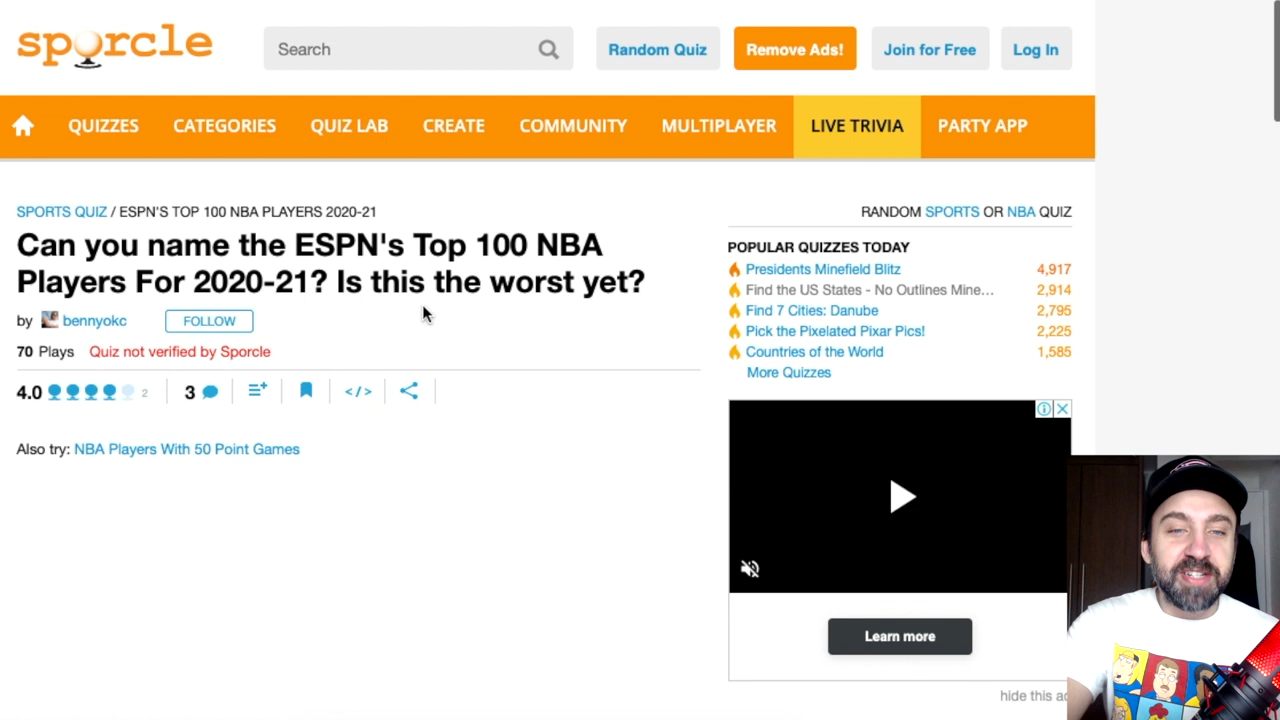 sporcle
Search
Random Quiz
Remove Ads!
Join for Free
Log In
QUIZZES
CATEGORIES
QUIZ LAB
CREATE
COMMUNITY
MULTIPLAYER
LIVE TRIVIA
PARTY APP
SPORTS QUIZ / ESPN'S TOP 100 NBA PLAYERS 2020-21
Can you name the ESPN's Top 100 NBA
Players For 2020-21? Is this the worst yet?
by bennyokc FOLLOW
70 Plays Quiz not verified by Sporcle
4.0 2 3 </>
Also try: NBA Players With 50 Point Games
RANDOM SPORTS OR NBA QUIZ
POPULAR QUIZZES TODAY
Presidents Minefield Blitz 4,917
Find the US States - No Outlines Mine... 2,914
Find 7 Cities: Danube 2,795
Pick the Pixelated Pixar Pics! 2,225
Countries of the World 1,585
More Quizzes
Learn more
hide this